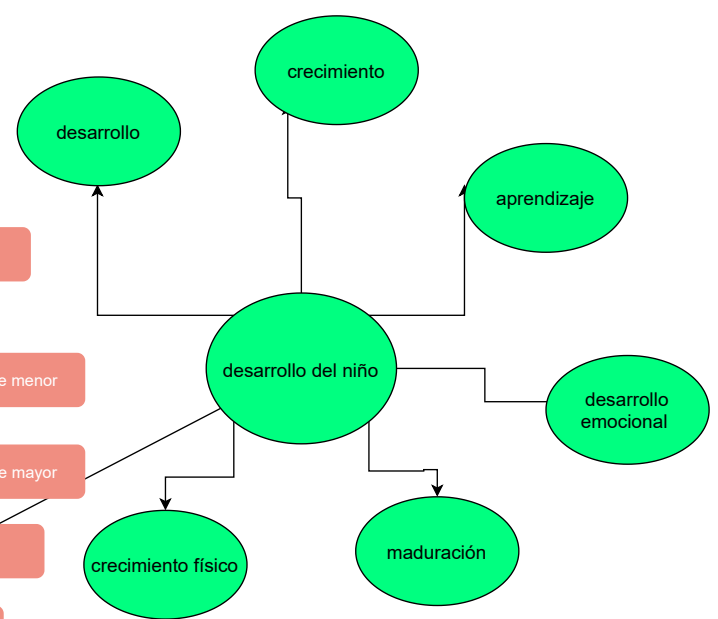 crecimiento
desarrollo
aprendizaje
e menor
desarrollo del niño
desarrollo
emocional
e mayor
maduración
crecimiento físico